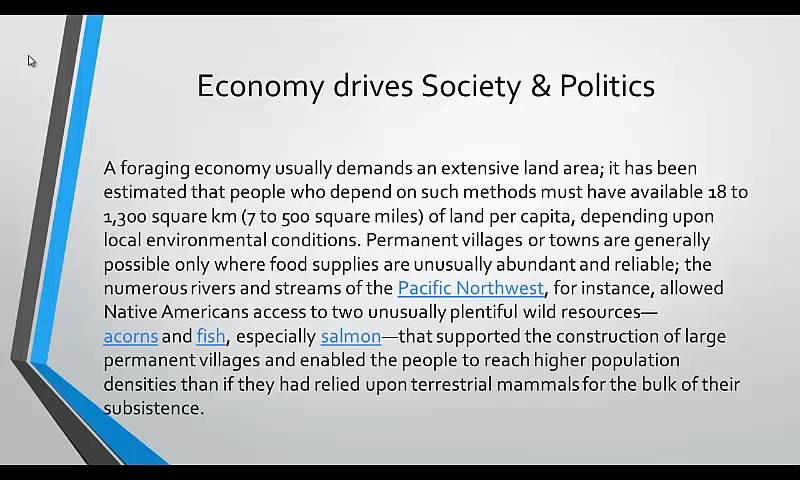 Economy drives Society & Politics
A foraging economy usually demands an extensive land area; it has been
estimated that people who depend on such methods must have available 18 to
1,300 square km (7 to 500 square miles) of land per capita, depending upon
local environmental conditions. Permanent villages or towns are generally
possible only where food supplies are unusually abundant and reliable; the
numerous rivers and streams of the Pacific Northwest, for instance, allowed
Native Americans access to two unusually plentiful wild resources—
acorns and fish, especially salmon—that supported the construction of large
permanent villages and enabled the people to reach higher population
densities than if they had relied upon terrestrial mammals for the bulk of their
subsistence.